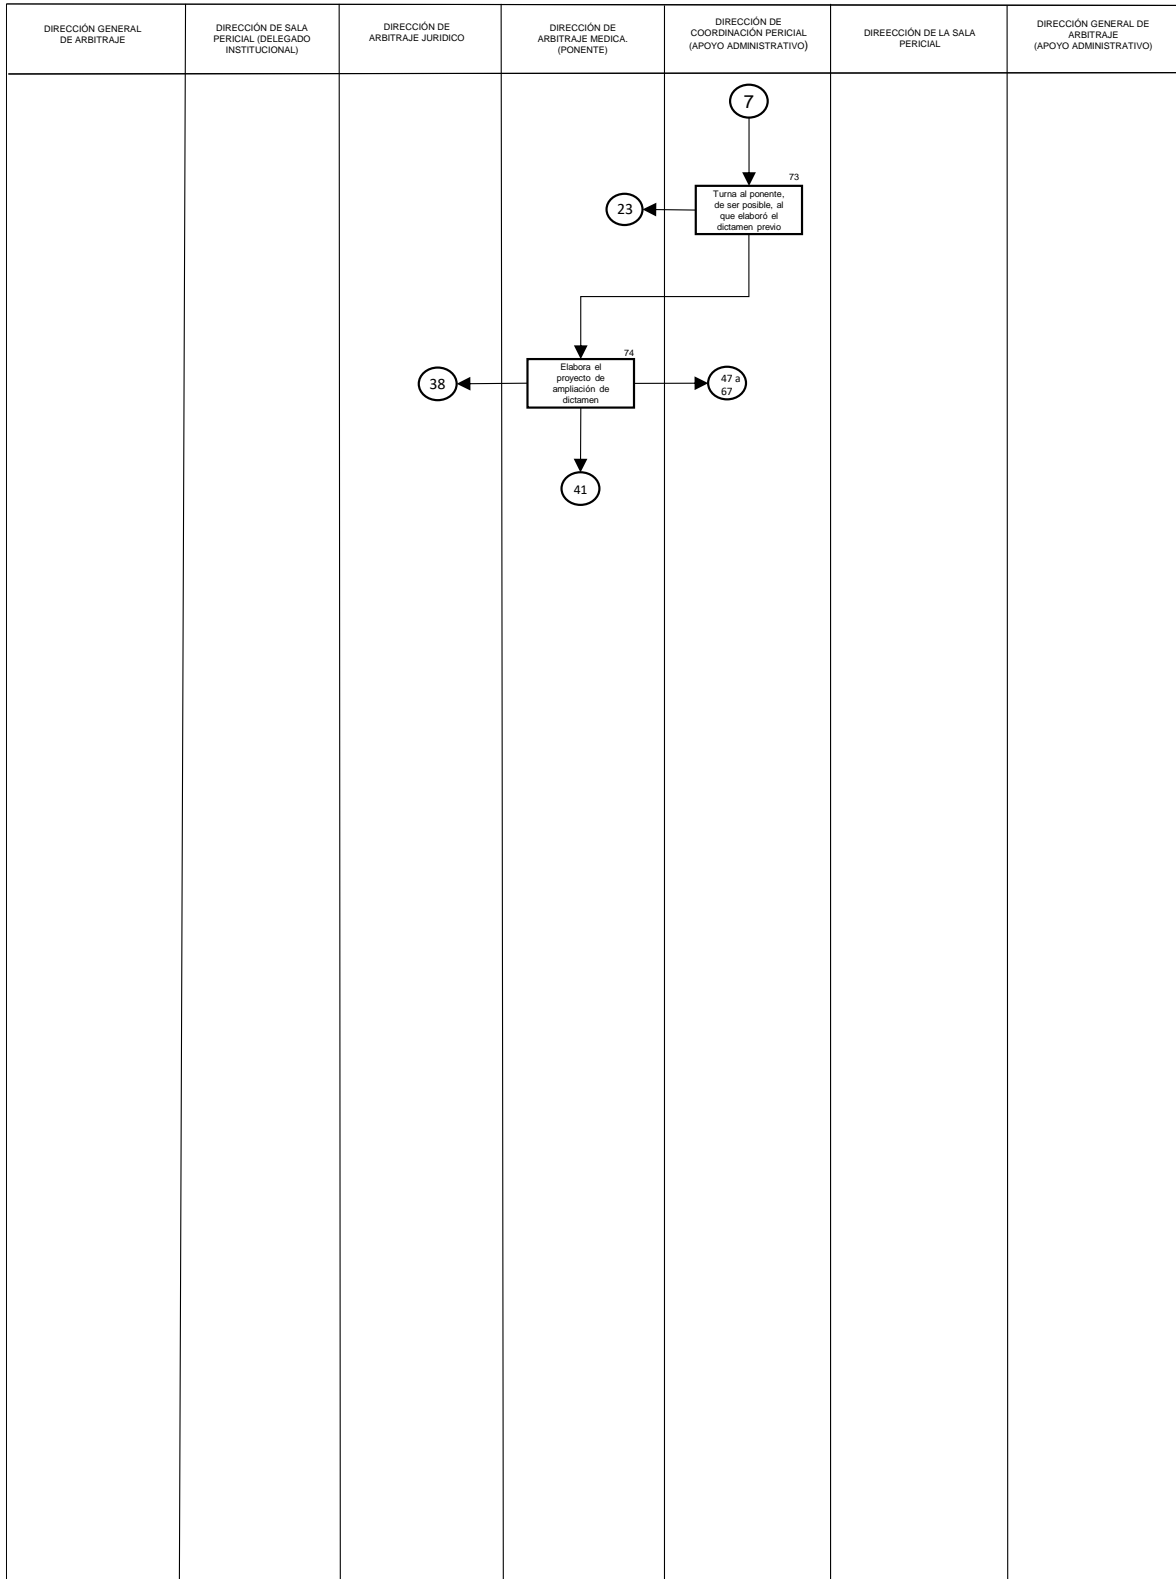 DIRECCIÓN GENERAL
DE ARBITRAJE
DIRECCIÓN DE SALA
PERICIAL (DELEGADO
INSTITUCIONAL)
DIRECCIÓN DE
ARBITRAJE JURIDICO
DIRECCIÓN DE
ARBITRAJE MEDICA.
(PONENTE)
DIRECCIÓN DE
COORDINACIÓN PERICIAL
(APOYO ADMINISTRATIVO)
DIREECCIÓN DE LA SALA
PERICIAL
DIRECCIÓN GENERAL DE
ARBITRAJE
(APOYO ADMINISTRATIVO)
7
73
Turna al ponente,
de ser posible, al
que elaboró el
dictamen previo
23
74
Elabora el
proyecto de
ampliación de
dictamen
38
47 a
67
41